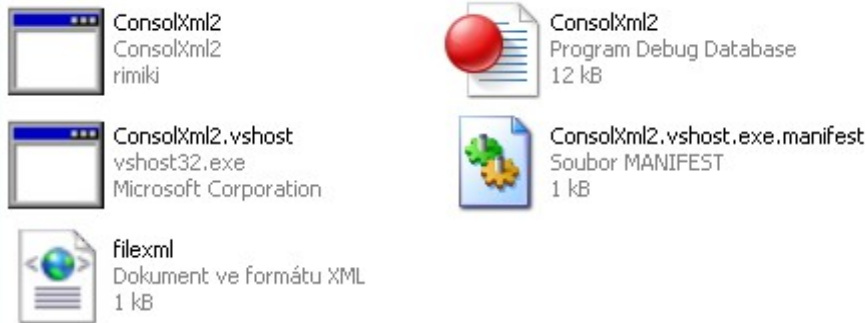 ConsolXml2
ConsolXml2
rimiki
ConsolXml2
Program Debug Database
12 kB
ConsolXml2.vshost
vshost32.exe
Microsoft Corporation
ConsolXml2.vshost.exe.manifest
Soubor MANIFEST
1 kB
filexml
Dokument ve formátu XML
1 kB